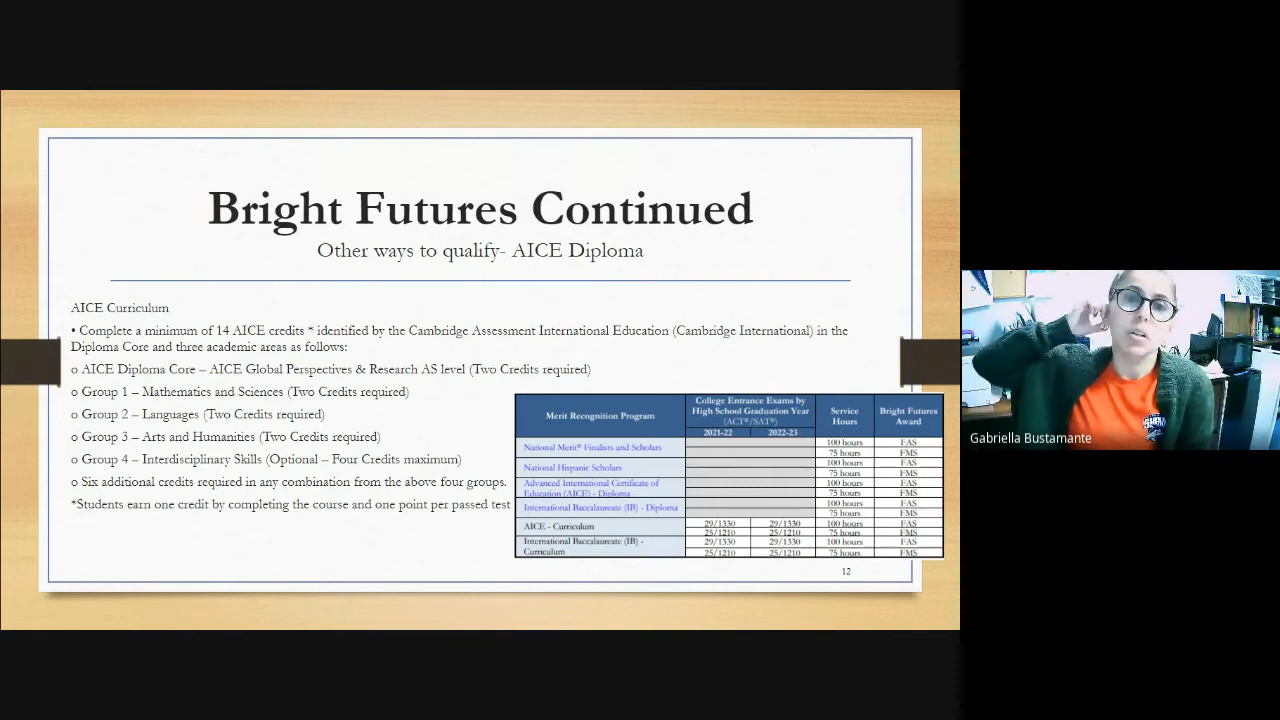 Bright Futures Continued
Other ways to qualify- AICE Diploma
AICE Curriculum
• Complete a minimum of 14 AICE credits * identified by the Cambridge Assessment International Education (Cambridge International) in the
Diploma Core and three academic areas as follows:
o AICE Diploma Core – AICE Global Perspectives & Research AS level (Two Credits required)
o Group 1 – Mathematics and Sciences (Two Credits required)
o Group 2 – Languages (Two Credits required)
o Group 3 – Arts and Humanities (Two Credits required)
o Group 4 – Interdisciplinary Skills (Optional – Four Credits maximum)
o Six additional credits required in any combination from the above four groups.
*Students earn one credit by completing the course and one point per passed test
Merit Recognition Program
College Entrance Exams by
High School Graduation Year
(ACT®/SAT®)
2021-22 2022-23
Service
Hours
Bright Futures
Award
National Merit® Finalists and Scholars
100 hours FAS
75 hours FMS
National Hispanic Scholars
100 hours FAS
75 hours FMS
Advanced International Certificate of
Education (AICE) - Diploma
100 hours FAS
75 hours FMS
International Baccalaureate (IB) - Diploma
100 hours FAS
75 hours FMS
AICE - Curriculum
29/1330 29/1330 100 hours FAS
25/1210 25/1210 75 hours FMS
International Baccalaureate (IB) -
Curriculum
29/1330 29/1330 100 hours FAS
25/1210 25/1210 75 hours FMS
12
Gabriella Bustamante